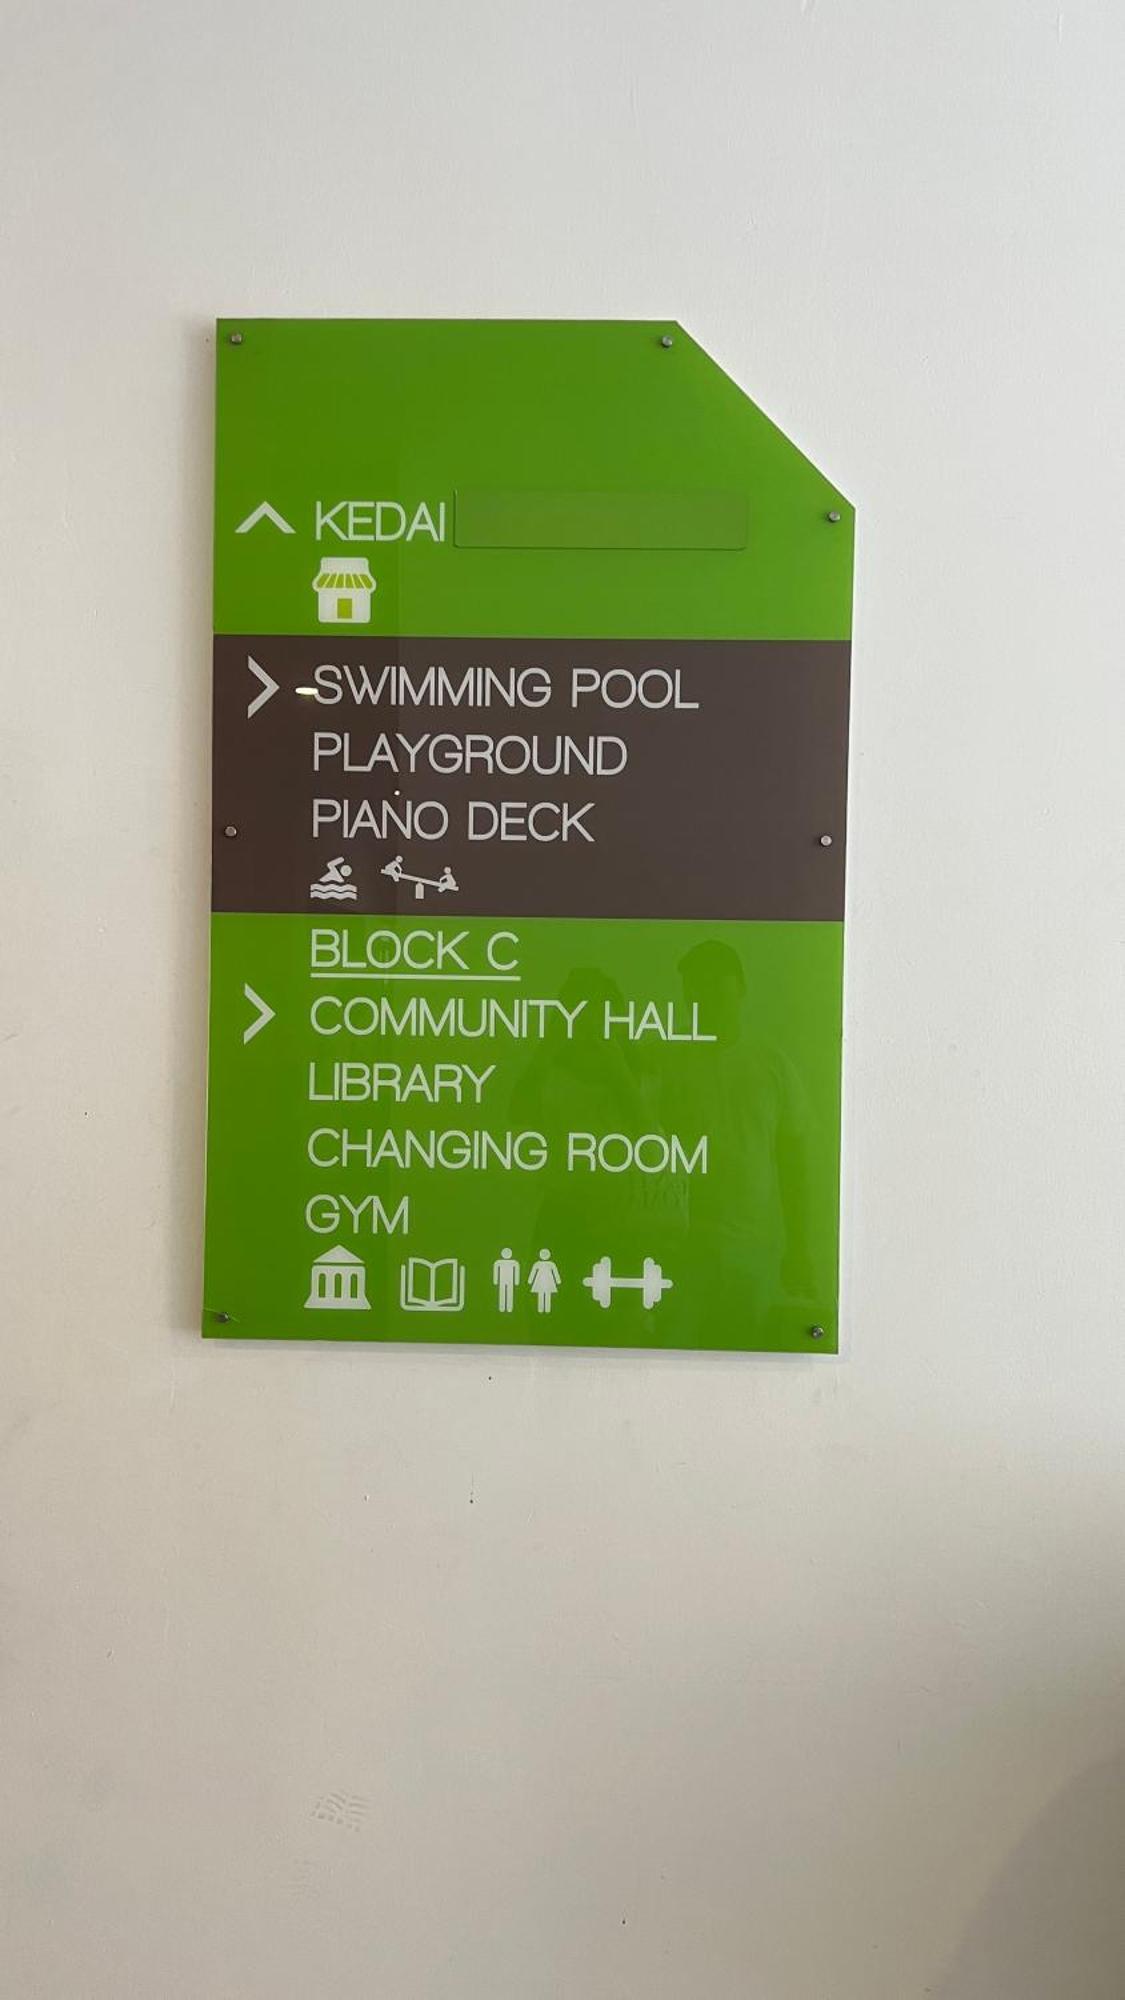 KEDAI
SWIMMING POOL
PLAYGROUND
PIANO DECK
BLOCK C
COMMUNITY HALL
LIBRARY
CHANGING ROOM
GYM